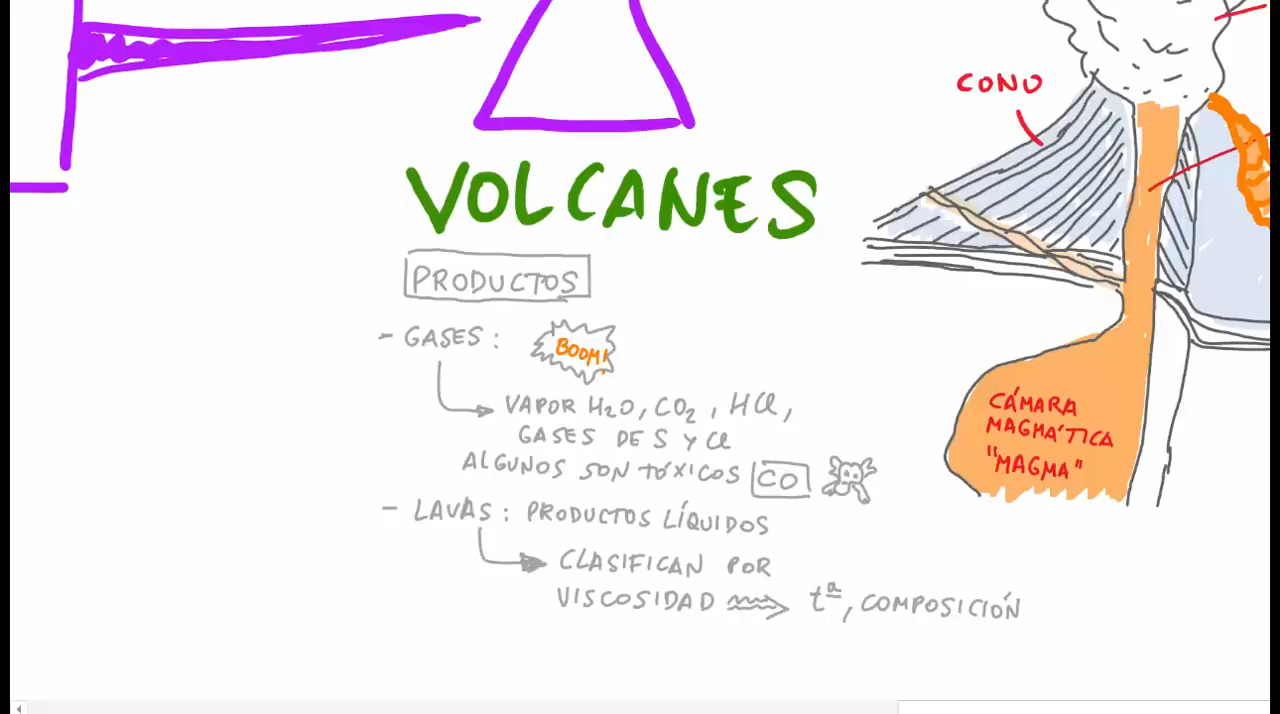 CONO
VOLCANES
PRODUCTOS
- GASES :
BOOM!
VAPOR H2O, CO2, HCl,
GASES DE S Y Cl
ALGUNOS SON TÓXICOS CO
- LAVAS : PRODUCTOS LÍQUIDOS
CLASIFICAN POR
VISCOSIDAD tª, COMPOSICIÓN
CÁMARA
MAGMÁTICA
"MAGMA"